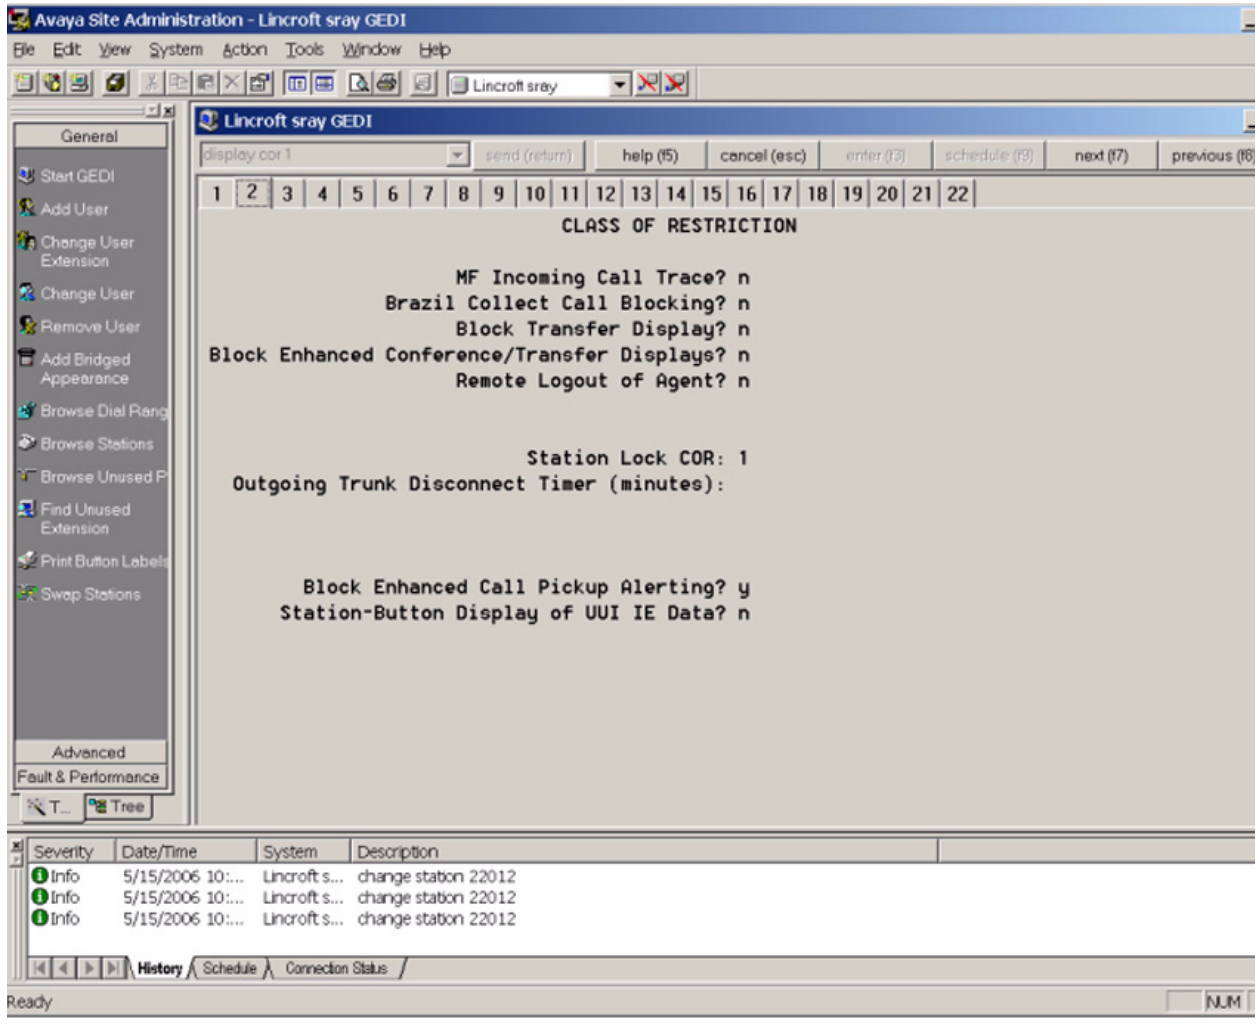 Avaya Site Administration - Lincroft sray GEDI
File Edit View System Action Tools Window Help
Lincroft sray
General
Start GEDI
Add User
Change User
Extension
Change User
Remove User
Add Bridged
Appearance
Browse Dial Rang
Browse Stations
Browse Unused P
Find Unused
Extension
Print Button Labels
Swap Stations
Advanced
Fault & Performance
T... Tree
Lincroft sray GEDI
display cor 1 send (return) help (f5) cancel (esc) enter (f3) schedule (f9) next (f7) previous (f8)
1 2 3 4 5 6 7 8 9 10 11 12 13 14 15 16 17 18 19 20 21 22
CLASS OF RESTRICTION
MF Incoming Call Trace? n
Brazil Collect Call Blocking? n
Block Transfer Display? n
Block Enhanced Conference/Transfer Displays? n
Remote Logout of Agent? n
Station Lock COR: 1
Outgoing Trunk Disconnect Timer (minutes):
Block Enhanced Call Pickup Alerting? y
Station-Button Display of UUI IE Data? n
Severity Date/Time System Description
Info 5/15/2006 10:... Lincroft s... change station 22012
Info 5/15/2006 10:... Lincroft s... change station 22012
Info 5/15/2006 10:... Lincroft s... change station 22012
History Schedule Connection Status
Ready NUM